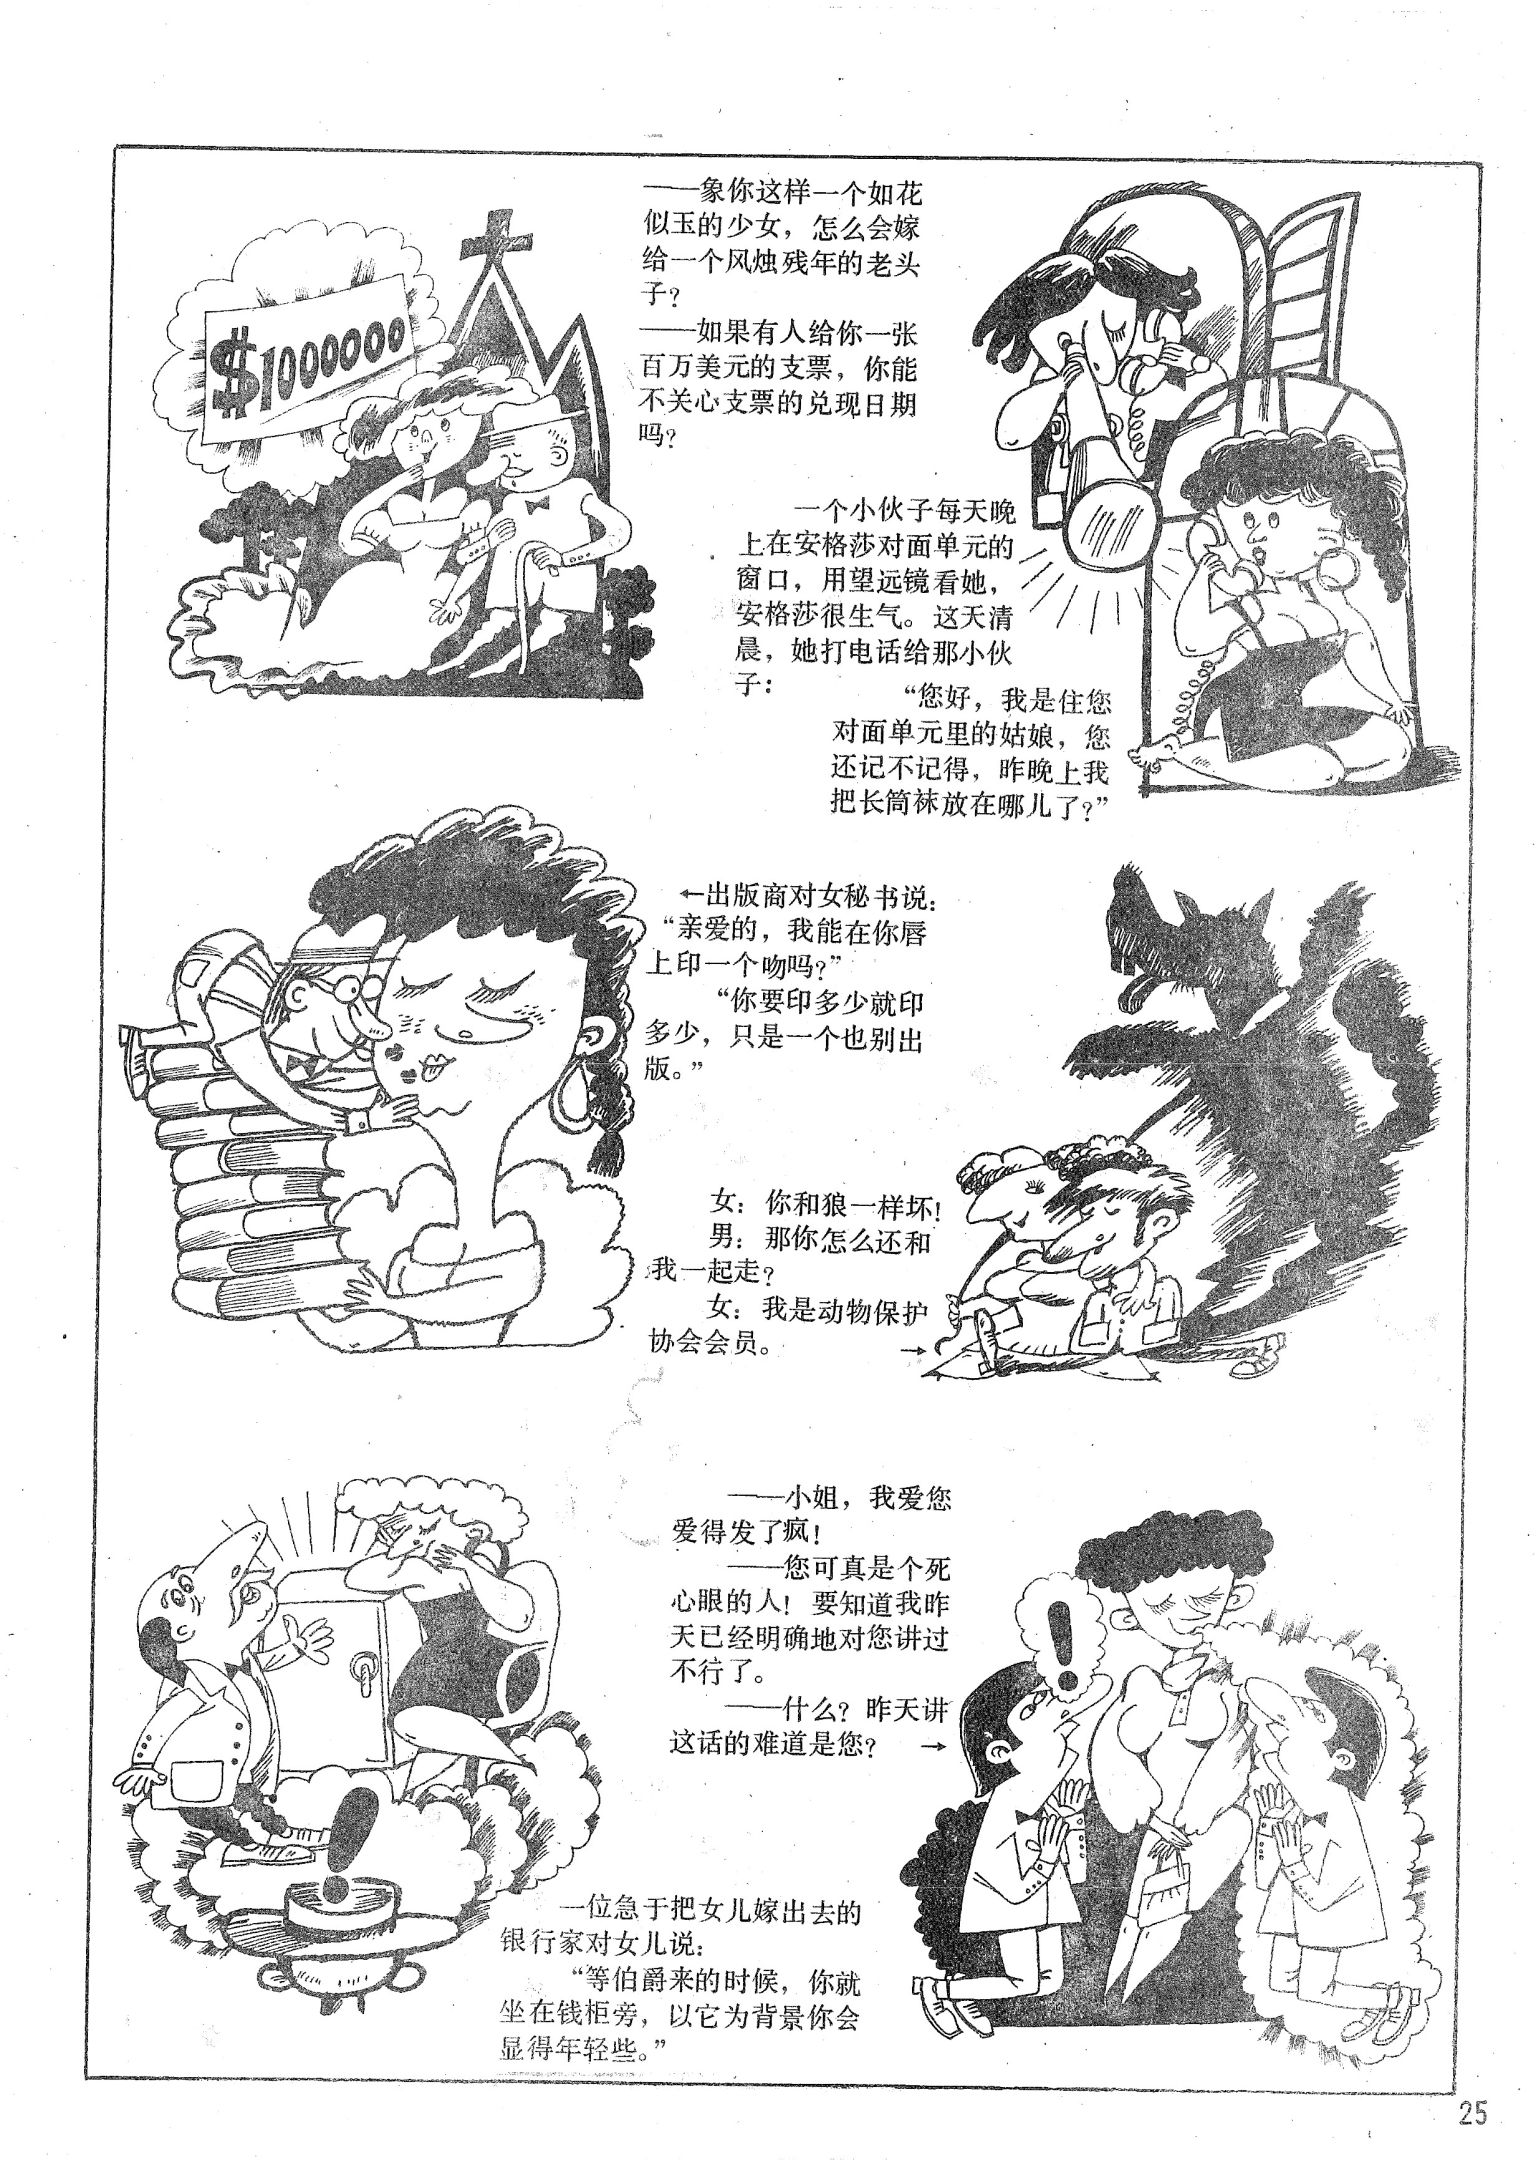 ——象你这样一个如花
似玉的少女，怎么会嫁
给一个风烛残年的老头
子？
——如果有人给你一张
百万美元的支票，你能
不关心支票的兑现日期
吗？
$1000000
一个小伙子每天晚
上在安格莎对面单元的
窗口，用望远镜看她，
安格莎很生气。这天清
晨，她打电话给那小伙
子：
“您好，我是住您
对面单元里的姑娘，您
还记不记得，昨晚上我
把长筒袜放在哪儿了？”
←出版商对女秘书说：
“亲爱的，我能在你唇
上印一个吻吗？”
“你要印多少就印
多少，只是一个也别出
版。”
女：你和狼一样坏！
男：那你怎么还和
我一起走？
女：我是动物保护
协会会员。 →
——小姐，我爱您
爱得发了疯！
——您可真是个死
心眼的人！要知道我昨
天已经明确地对您讲过
不行了。
——什么？昨天讲
这话的难道是您？ →
一位急于把女儿嫁出去的
银行家对女儿说：
“等伯爵来的时候，你就
坐在钱柜旁，以它为背景你会
显得年轻些。”
25